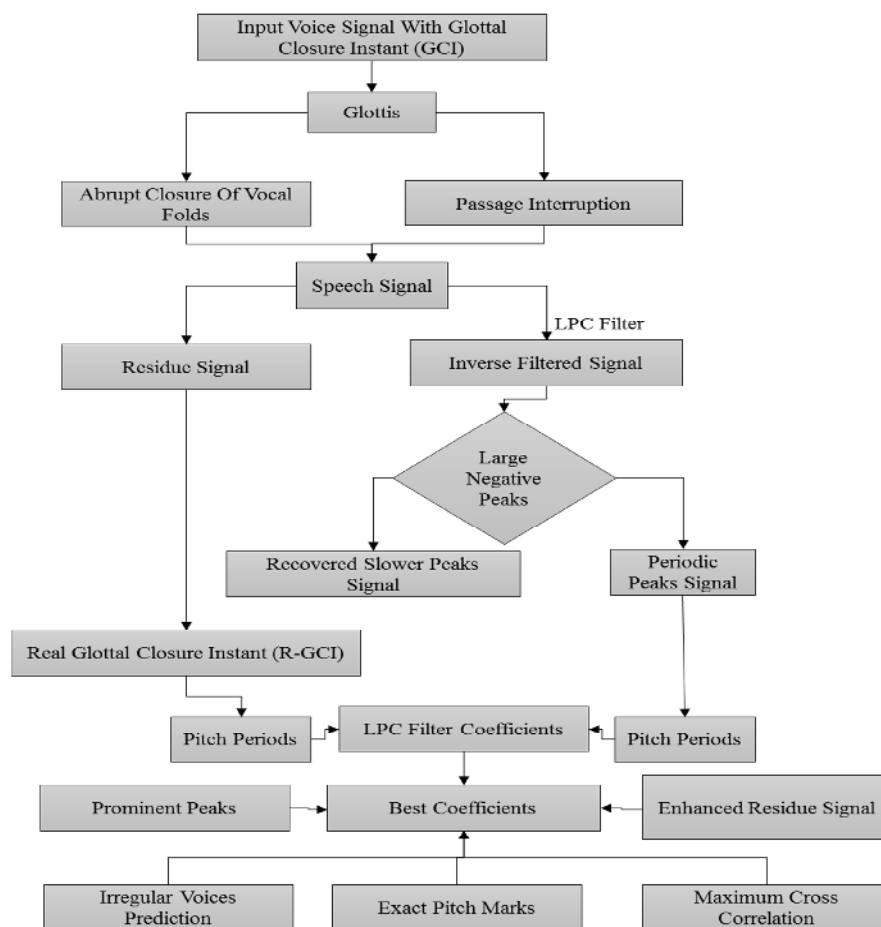 Input Voice Signal With Glottal
Closure Instant (GCI)
Glottis
Abrupt Closure Of Vocal
Folds
Passage Interruption
Speech Signal
LPC Filter
Residue Signal
Inverse Filtered Signal
Large
Negative
Peaks
Recovered Slower Peaks
Signal
Periodic
Peaks Signal
Real Glottal Closure Instant (R-GCI)
Pitch Periods
LPC Filter Coefficients
Pitch Periods
Prominent Peaks
Best Coefficients
Enhanced Residue Signal
Irregular Voices
Prediction
Exact Pitch Marks
Maximum Cross
Correlation